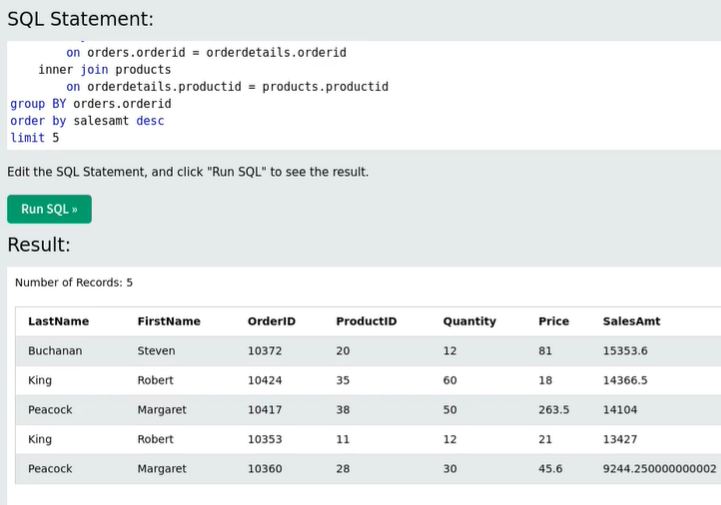 SQL Statement:
on orders.orderid = orderdetails.orderid
inner join products
on orderdetails.productid = products.productid
group BY orders.orderid
order by salesamt desc
limit 5
Edit the SQL Statement, and click "Run SQL" to see the result.
Run SQL »
Result:
Number of Records: 5
LastName FirstName OrderID ProductID Quantity Price SalesAmt
Buchanan Steven 10372 20 12 81 15353.6
King Robert 10424 35 60 18 14366.5
Peacock Margaret 10417 38 50 263.5 14104
King Robert 10353 11 12 21 13427
Peacock Margaret 10360 28 30 45.6 9244.250000000002